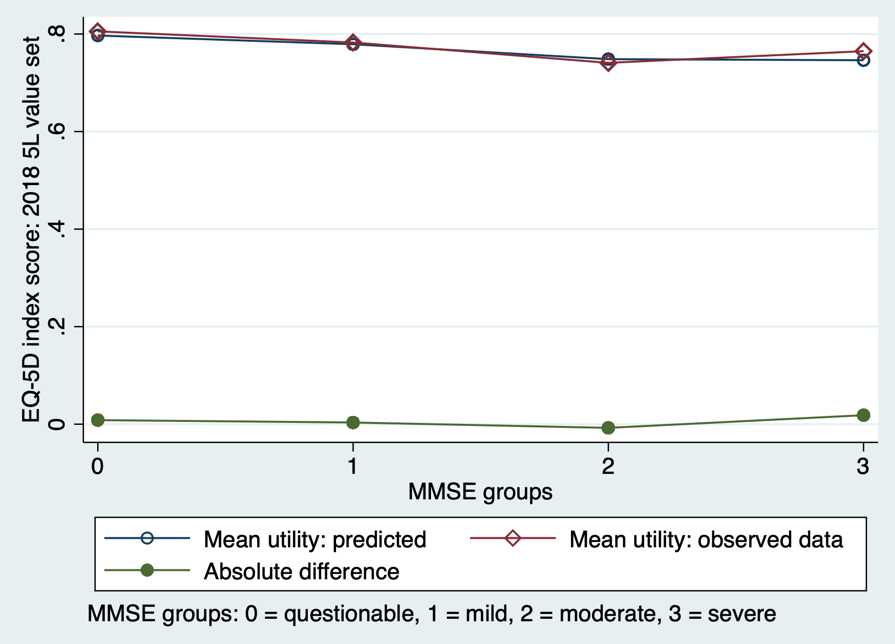 EQ-5D index score: 2018 5L value set
.8
.6
.4
.2
0
0 1 2 3
MMSE groups
Mean utility: predicted
Mean utility: observed data
Absolute difference
MMSE groups: 0 = questionable, 1 = mild, 2 = moderate, 3 = severe